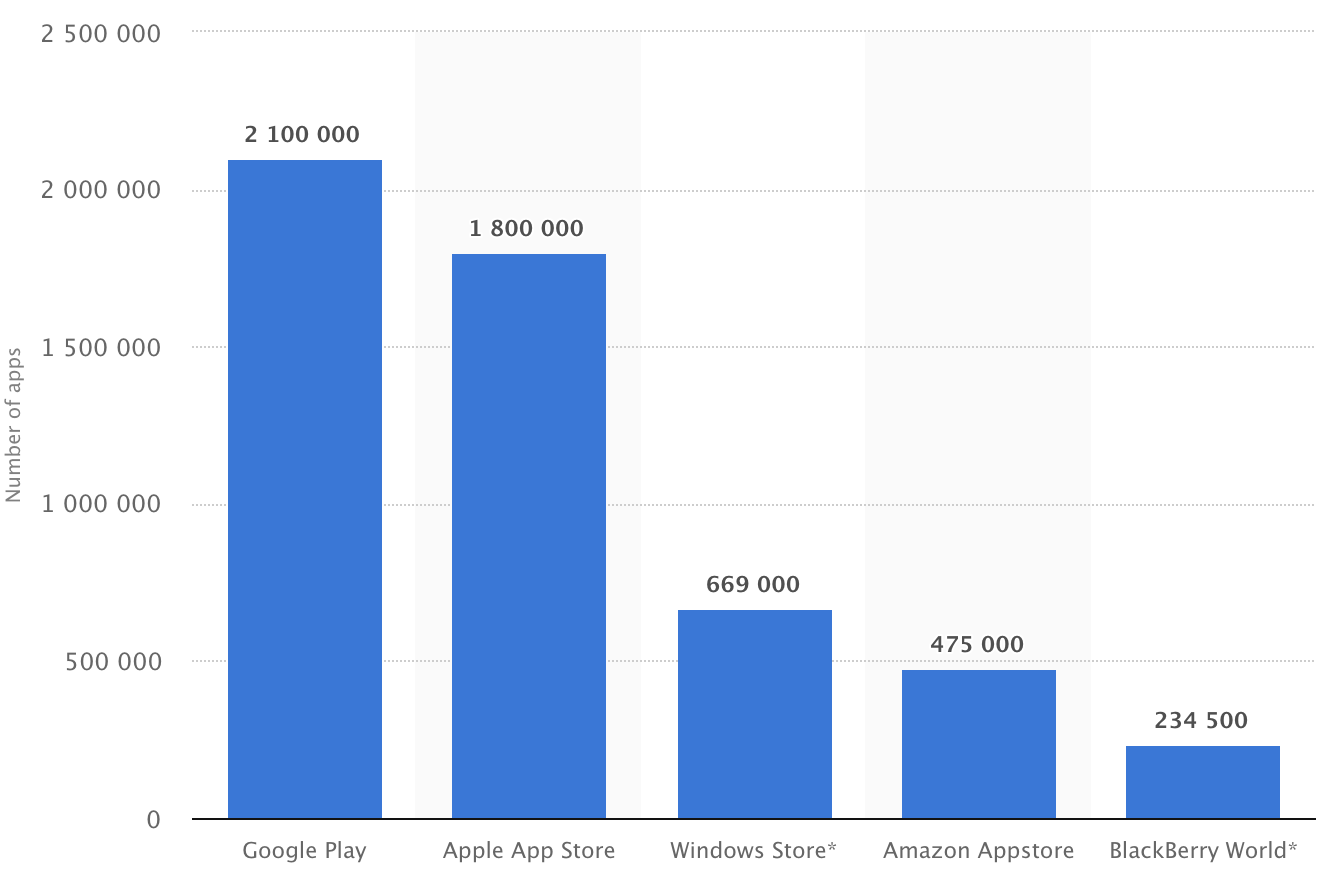 2 500 000
2 000 000
1 500 000
1 000 000
500 000
0
Number of apps
2 100 000
1 800 000
669 000
475 000
234 500
Google Play
Apple App Store
Windows Store*
Amazon Appstore
BlackBerry World*